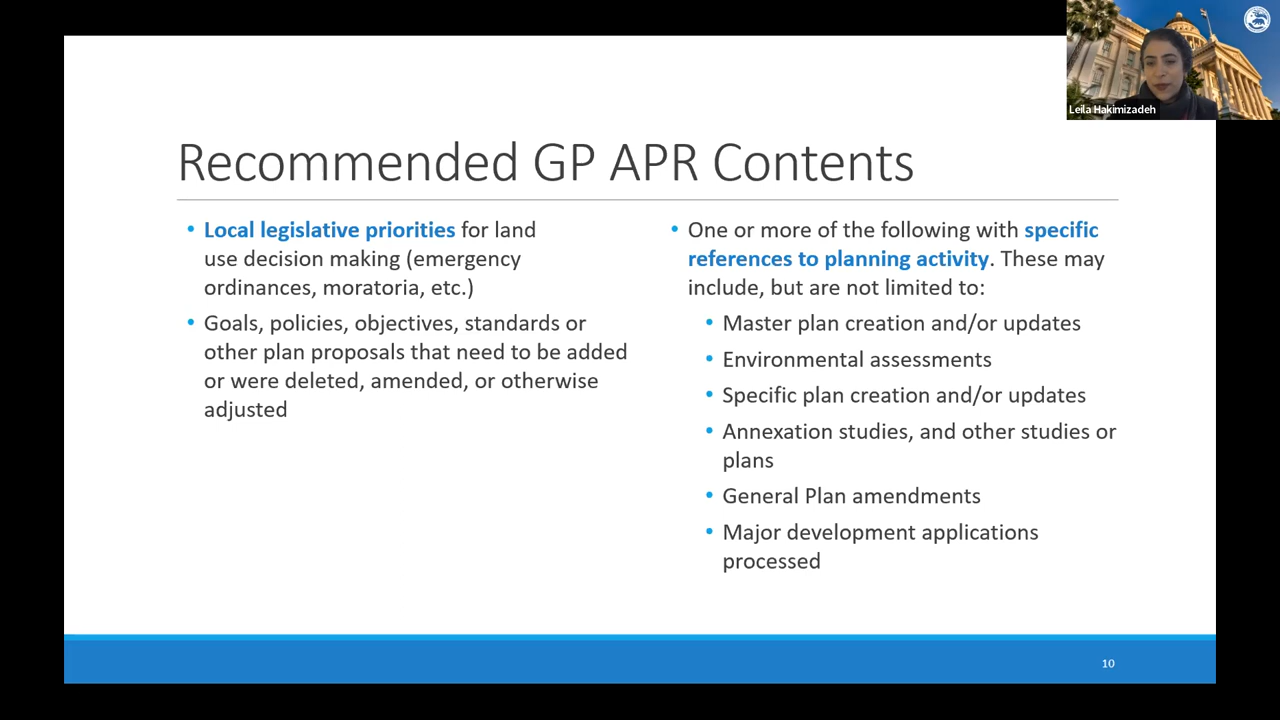 Leila Hakimizadeh
Recommended GP APR Contents
• Local legislative priorities for land
use decision making (emergency
ordinances, moratoria, etc.)
• Goals, policies, objectives, standards or
other plan proposals that need to be added
or were deleted, amended, or otherwise
adjusted
• One or more of the following with specific
references to planning activity. These may
include, but are not limited to:
• Master plan creation and/or updates
• Environmental assessments
• Specific plan creation and/or updates
• Annexation studies, and other studies or
plans
• General Plan amendments
• Major development applications
processed
10